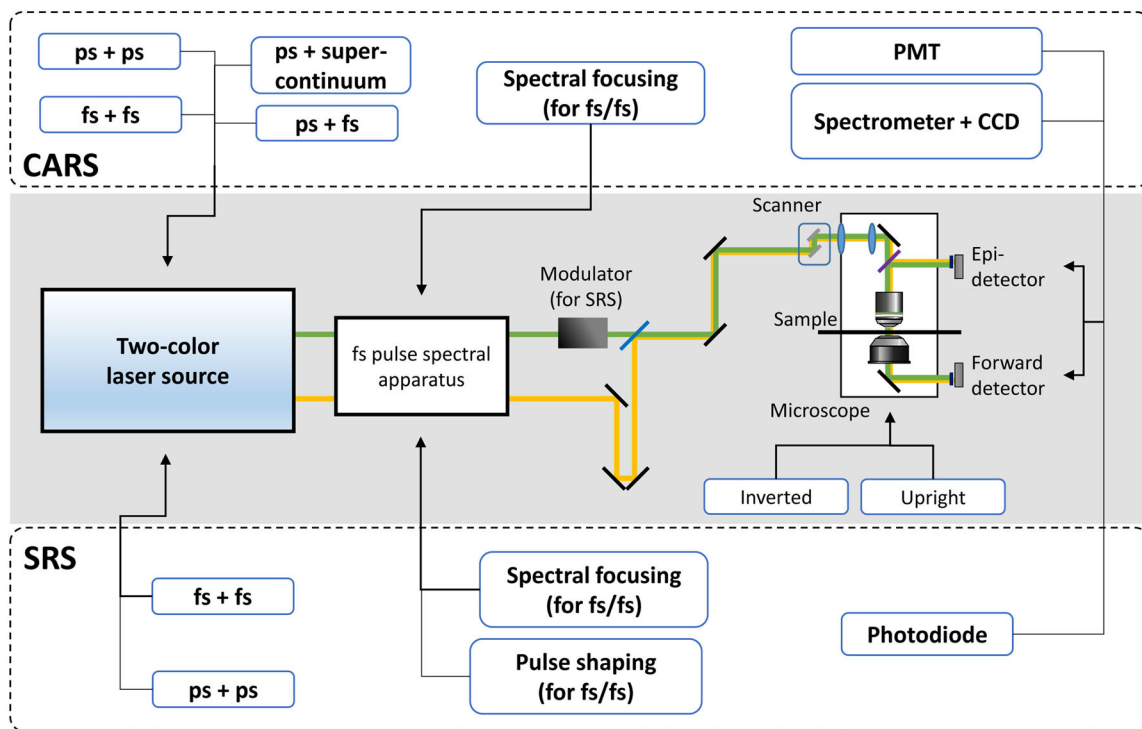 ps + ps
ps + super-
continuum
fs + fs
ps + fs
CARS
Spectral focusing
(for fs/fs)
PMT
Spectrometer + CCD
Two-color
laser source
fs pulse spectral
apparatus
Modulator
(for SRS)
Scanner
Epi-
detector
Sample
Forward
detector
Microscope
Inverted
Upright
SRS
fs + fs
ps + ps
Spectral focusing
(for fs/fs)
Pulse shaping
(for fs/fs)
Photodiode